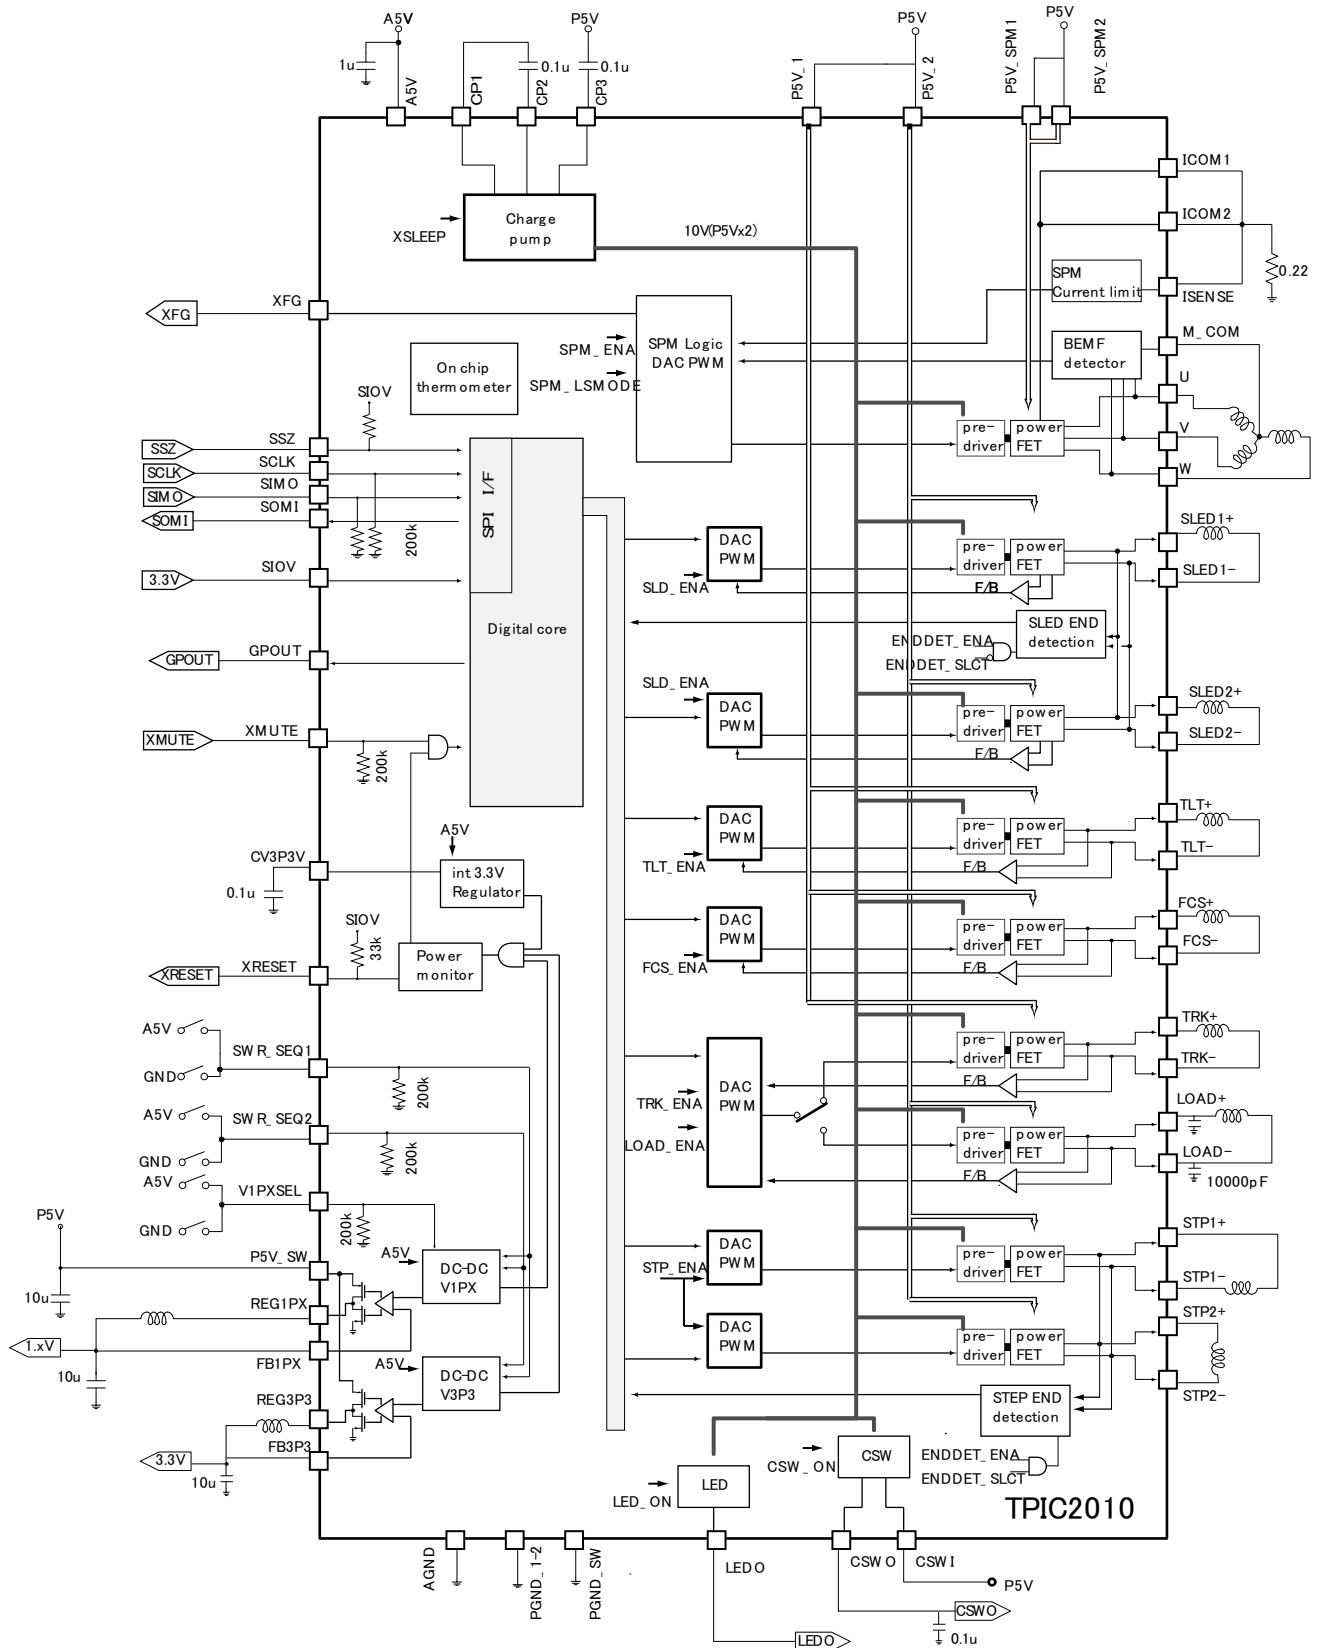 A5V
P5V
P5V
P5V
1u
0.1u
0.1u
A5V
CP1
CP2
CP3
P5V_1
P5V_2
P5V_SPM1
P5V_SPM2
ICOM1
ICOM2
0.22
ISENSE
Charge
pump
XSLEEP
10V(P5Vx2)
SPM
Current limit
XFG
XFG
SPM Logic
DAC PWM
SPM_ENA
SPM_LSMODE
BEMF
detector
M_COM
U
V
W
On chip
thermometer
SIOV
SSZ
SSZ
SCLK
SCLK
SIMO
SIMO
SOMI
SOMI
200k
SPI I/F
pre-
driver
power
FET
3.3V
SIOV
Digital core
DAC
PWM
SLD_ENA
pre-
driver
power
FET
F/B
SLED1+
SLED1-
SLED END
detection
ENDDET_ENA
ENDDET_SLCT
GPOUT
GPOUT
SLD_ENA
DAC
PWM
pre-
driver
power
FET
F/B
SLED2+
SLED2-
XMUTE
XMUTE
200k
DAC
PWM
TLT_ENA
pre-
driver
power
FET
F/B
TLT+
TLT-
A5V
CV3P3V
0.1u
int 3.3V
Regulator
DAC
PWM
FCS_ENA
pre-
driver
power
FET
F/B
FCS+
FCS-
SIOV
33k
XRESET
XRESET
Power
monitor
A5V
GND
SWR_SEQ1
200k
A5V
GND
SWR_SEQ2
200k
DAC
PWM
TRK_ENA
LOAD_ENA
pre-
driver
power
FET
F/B
TRK+
TRK-
pre-
driver
power
FET
F/B
LOAD+
LOAD-
10000pF
A5V
GND
V1PXSEL
200k
P5V
P5V_SW
10u
A5V
DC-DC
V1PX
REG1PX
1.xV
FB1PX
10u
A5V
DC-DC
V3P3
REG3P3
3.3V
FB3P3
10u
DAC
PWM
STP_ENA
DAC
PWM
pre-
driver
power
FET
STP1+
STP1-
pre-
driver
power
FET
STP2+
STP2-
STEP END
detection
ENDDET_ENA
ENDDET_SLCT
CSW_ON
CSW
LED_ON
LED
TPIC2010
AGND
PGND_1-2
PGND_SW
LEDO
CSWO
CSWI
P5V
CSWO
0.1u
LEDO